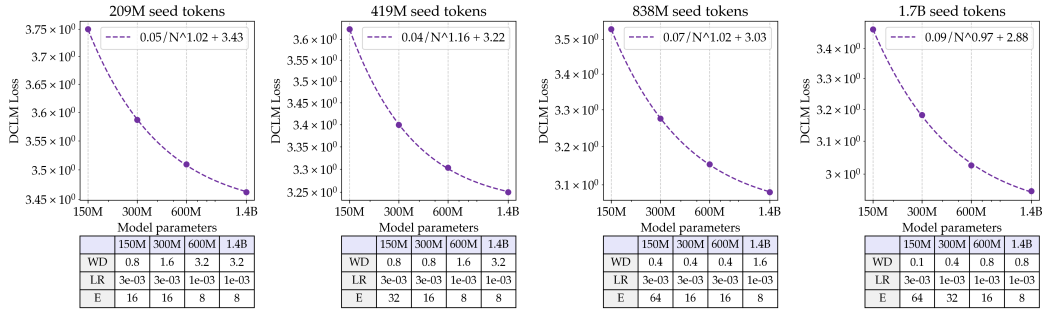 209M seed tokens
3.75 × 10⁰
3.7 × 10⁰
3.65 × 10⁰
3.6 × 10⁰
3.55 × 10⁰
3.5 × 10⁰
3.45 × 10⁰
DCLM Loss
0.05/N^1.02 + 3.43
150M 300M 600M 1.4B
Model parameters
150M 300M 600M 1.4B
WD 0.8 1.6 3.2 3.2
LR 3e-03 3e-03 1e-03 1e-03
E 16 16 8 8
419M seed tokens
3.6 × 10⁰
3.55 × 10⁰
3.5 × 10⁰
3.45 × 10⁰
3.4 × 10⁰
3.35 × 10⁰
3.3 × 10⁰
3.25 × 10⁰
DCLM Loss
0.04/N^1.16 + 3.22
150M 300M 600M 1.4B
Model parameters
150M 300M 600M 1.4B
WD 0.8 0.8 1.6 3.2
LR 3e-03 3e-03 1e-03 1e-03
E 32 16 8 8
838M seed tokens
3.5 × 10⁰
3.4 × 10⁰
3.3 × 10⁰
3.2 × 10⁰
3.1 × 10⁰
DCLM Loss
0.07/N^1.02 + 3.03
150M 300M 600M 1.4B
Model parameters
150M 300M 600M 1.4B
WD 0.4 0.4 0.4 1.6
LR 3e-03 3e-03 3e-03 1e-03
E 64 16 16 8
1.7B seed tokens
3.4 × 10⁰
3.3 × 10⁰
3.2 × 10⁰
3.1 × 10⁰
3 × 10⁰
DCLM Loss
0.09/N^0.97 + 2.88
150M 300M 600M 1.4B
Model parameters
150M 300M 600M 1.4B
WD 0.1 0.4 0.8 0.8
LR 3e-03 1e-03 1e-03 1e-03
E 64 32 16 8